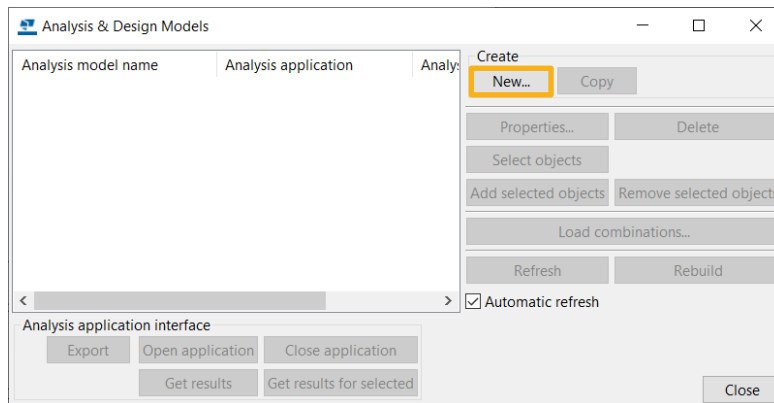 Analysis & Design Models
Analysis model name Analysis application Analys
Create
New... Copy
Properties... Delete
Select objects
Add selected objects Remove selected object
Load combinations...
Refresh Rebuild
Automatic refresh
Analysis application interface
Export Open application Close application
Get results Get results for selected
Close